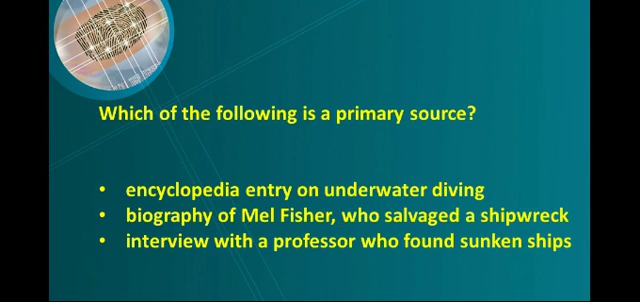 Which of the following is a primary source?
• encyclopedia entry on underwater diving
• biography of Mel Fisher, who salvaged a shipwreck
• interview with a professor who found sunken ships